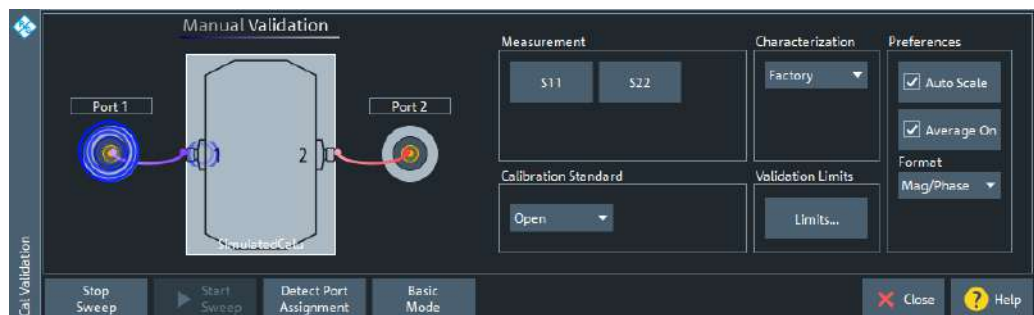 Manual Validation
Port 1
Port 2
1
2
SimulatedCalu
Measurement
S11
S22
Calibration Standard
Open
Characterization
Factory
Validation Limits
Limits...
Preferences
Auto Scale
Average On
Format
Mag/Phase
Cal Validation
Stop
Sweep
Start
Sweep
Detect Port
Assignment
Basic
Mode
Close
? Help